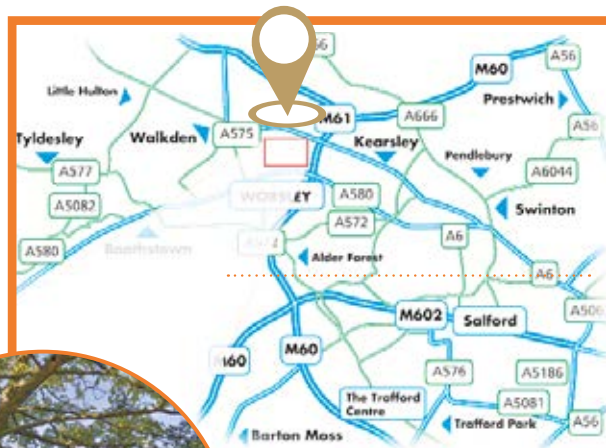 A56
M60
Little Hulton
Prestwich
M61
A666
Tyldesley
Walkden
A575
Kearsley
A56
Pendlebury
A577
A6044
WORSLEY
A580
A5082
Swinton
A572
A6
A580
Boothstown
Alder Forest
A6
M602
Salford
M60
M60
A576
A5186
The Trafford
Centre
A5081
Trafford Park
A56
Barton Moss